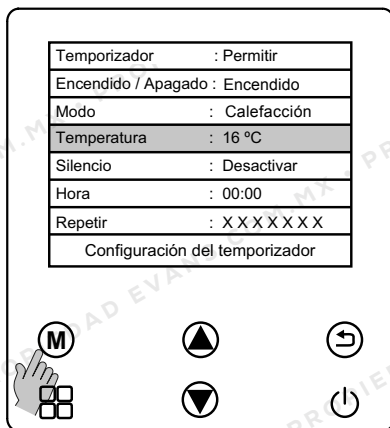 Temporizador : Permitir
Encendido / Apagado : Encendido
Modo : Calefacción
Temperatura : 16 ºC
Silencio : Desactivar
Hora : 00:00
Repetir : X X X X X X X
Configuración del temporizador
M